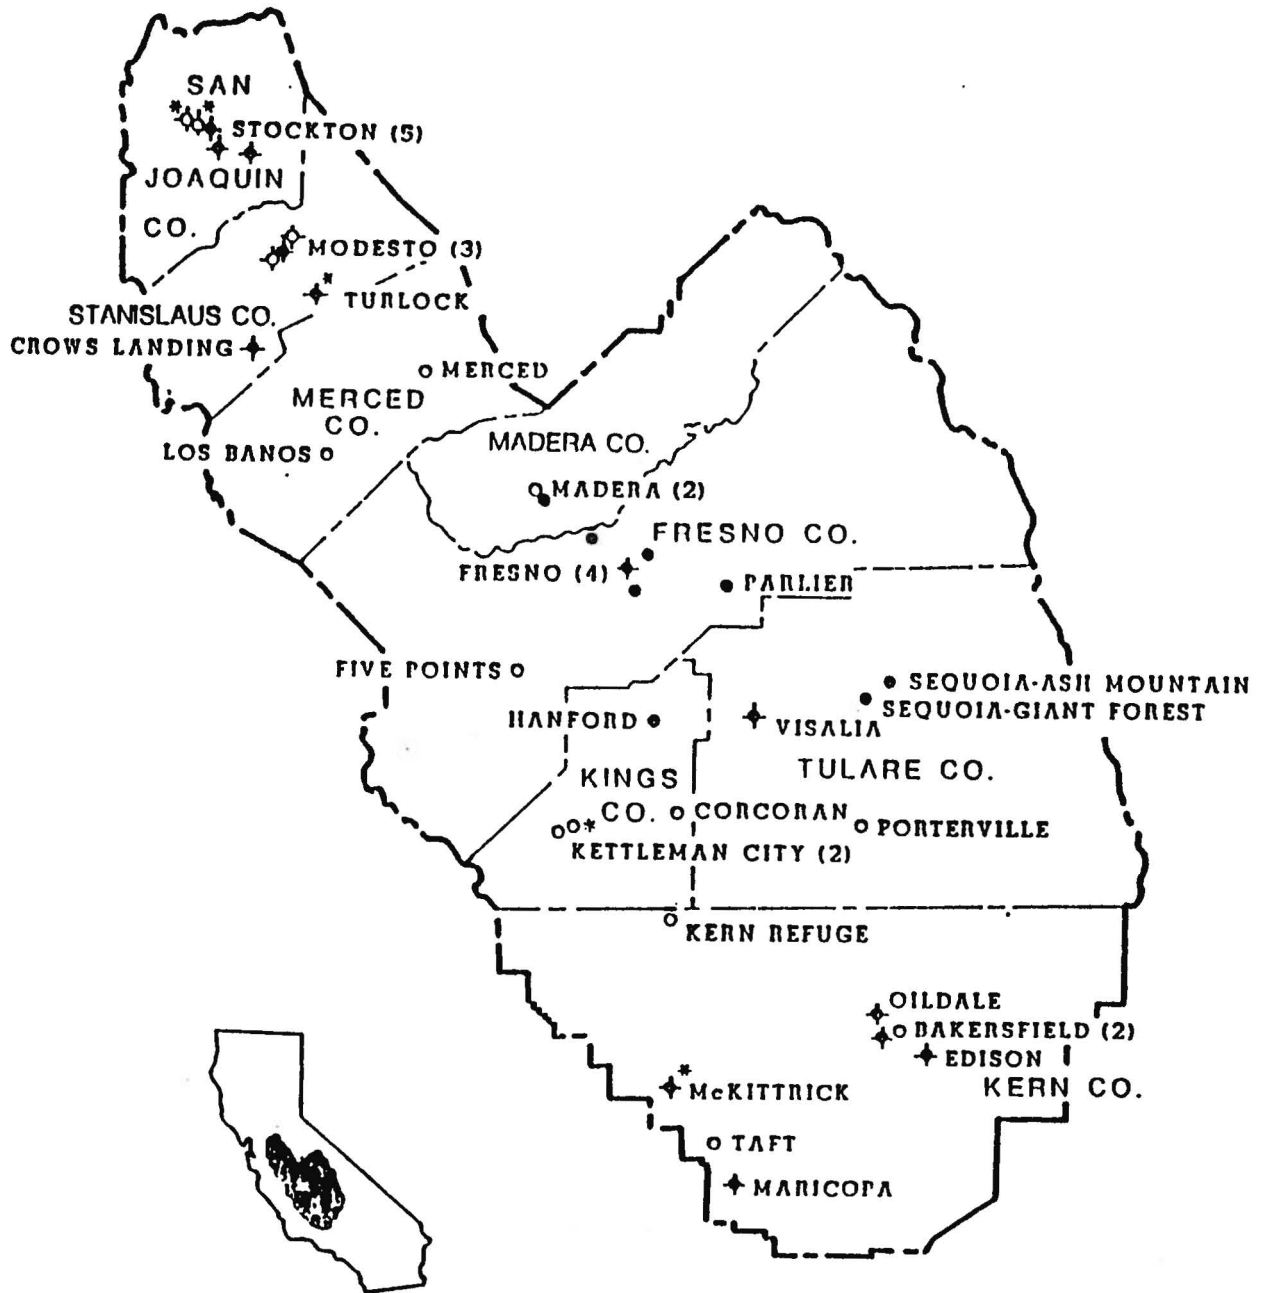 SAN
* *
STOCKTON (5)
JOAQUIN
CO.
MODESTO (3)
*
TURLOCK
STANISLAUS CO.
CROWS LANDING
MERCED
MERCED
CO.
MADERA CO.
LOS BANOS
MADERA (2)
FRESNO CO.
FRESNO (4)
PARLIER
FIVE POINTS
SEQUOIA-ASH MOUNTAIN
SEQUOIA-GIANT FOREST
HANFORD
VISALIA
TULARE CO.
KINGS
CO.
CORCORAN
*
PORTERVILLE
KETTLEMAN CITY (2)
KERN REFUGE
OILDALE
BAKERSFIELD (2)
EDISON
KERN CO.
*
McKITTRICK
TAFT
MARICOPA